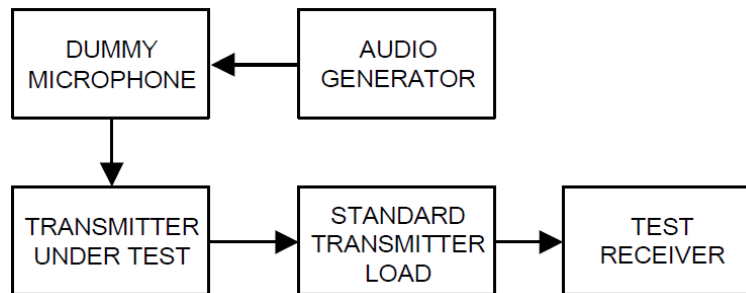 DUMMY
MICROPHONE
AUDIO
GENERATOR
TRANSMITTER
UNDER TEST
STANDARD
TRANSMITTER
LOAD
TEST
RECEIVER